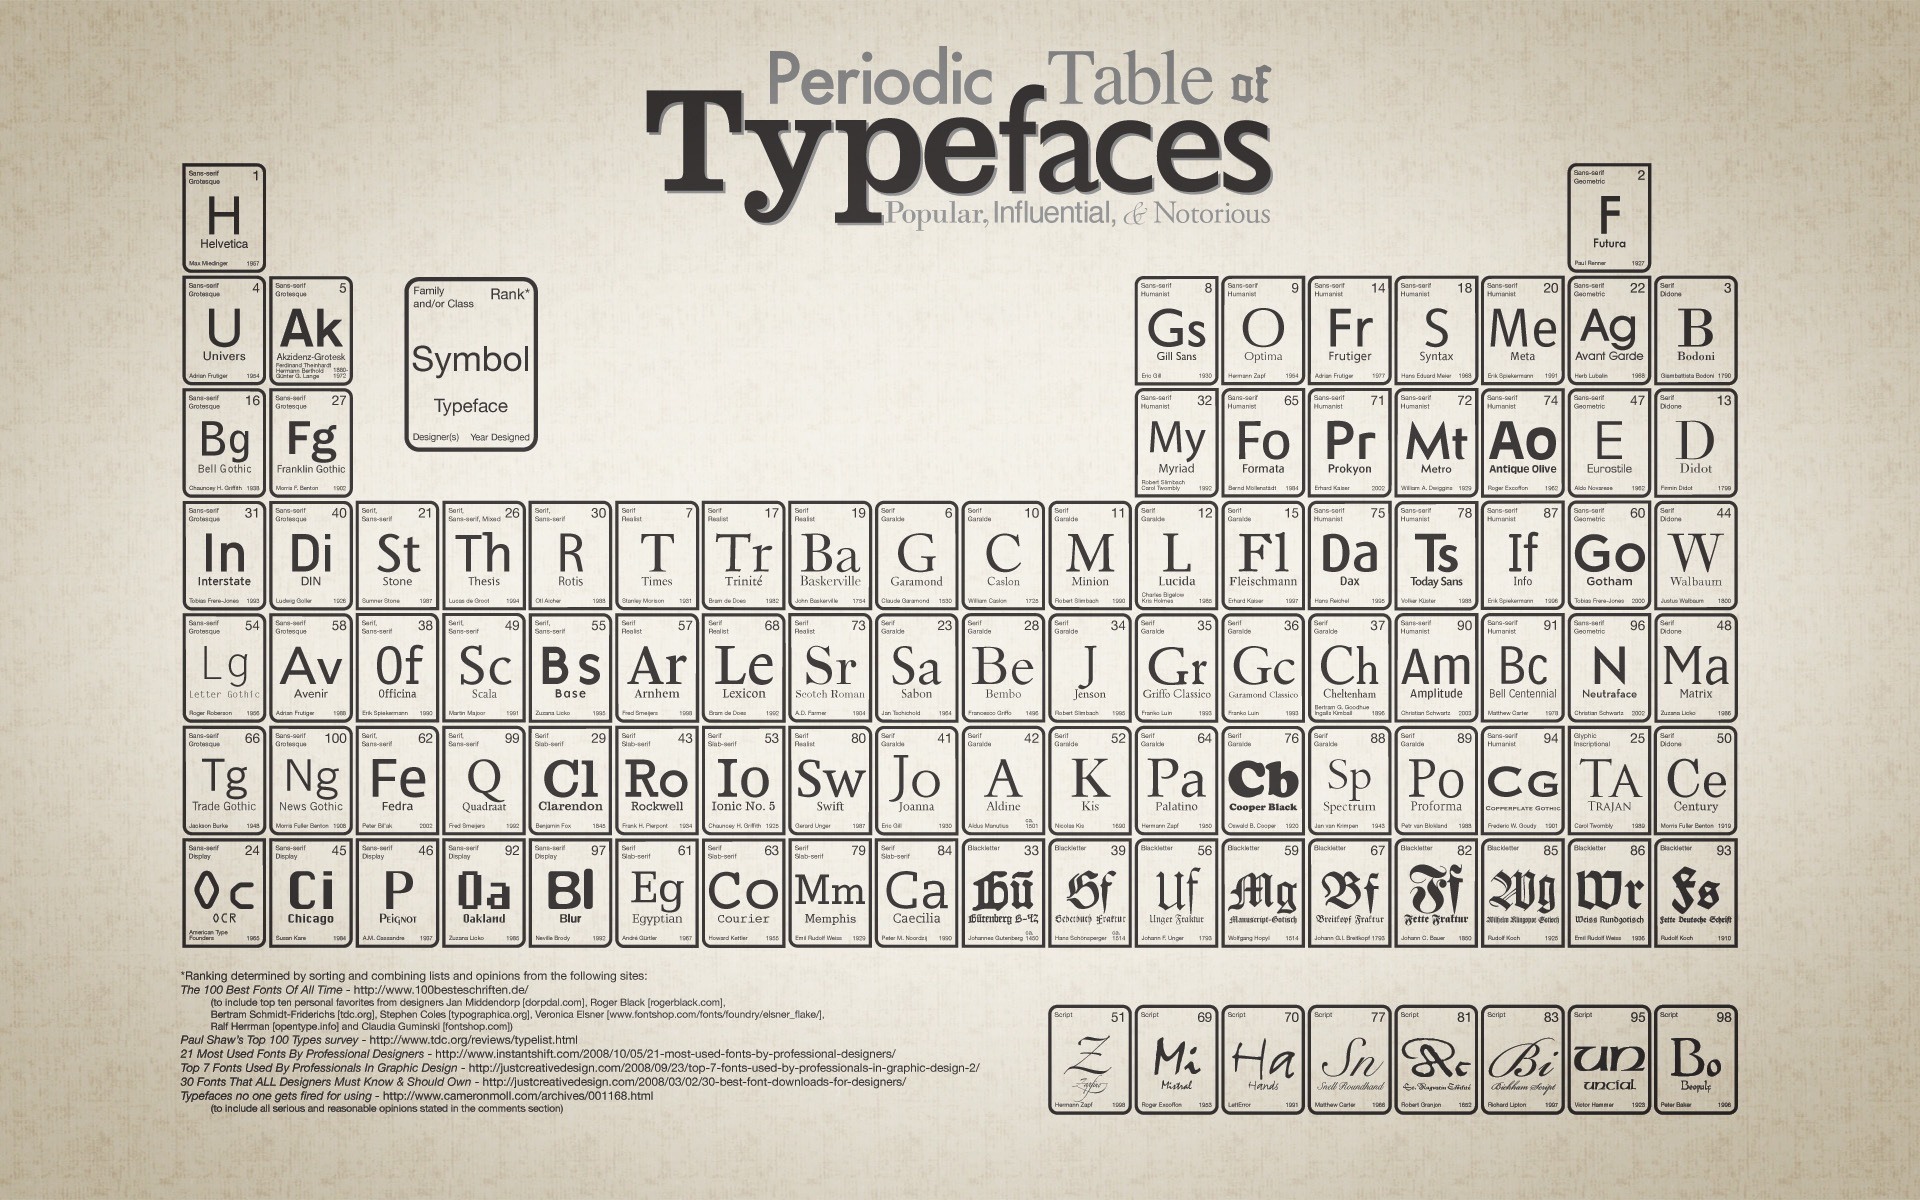 Periodic Table of
Typefaces
Popular, Influential, & Notorious
Sans-serif Grotesque 1
H
Helvetica
Max Miedinger 1957
Sans-serif Geometric 2
F
Futura
Paul Renner 1927
Family and/or Class Rank*
Symbol
Typeface
Designer(s) Year Designed
Sans-serif Grotesque 4
U
Univers
Adrian Frutiger 1954
Sans-serif Grotesque 5
Ak
Akzidenz-Grotesk
Ferdinand Theinhardt
Hermann Berthold 1880-
Günter G. Lange 1972
Sans-serif Humanist 8
Gs
Gill Sans
Eric Gill 1930
Sans-serif Humanist 9
O
Optima
Hermann Zapf 1954
Sans-serif Humanist 14
Fr
Frutiger
Adrian Frutiger 1977
Sans-serif Humanist 18
S
Syntax
Hans Eduard Meier 1968
Sans-serif Humanist 20
Me
Meta
Erik Spiekermann 1991
Sans-serif Geometric 22
Ag
Avant Garde
Herb Lubalin 1968
Serif Didone 3
B
Bodoni
Giambattista Bodoni 1790
Sans-serif Grotesque 16
Bg
Bell Gothic
Chauncey H. Griffith 1938
Sans-serif Grotesque 27
Fg
Franklin Gothic
Morris F. Benton 1902
Sans-serif Humanist 32
My
Myriad
Robert Slimbach
Carol Twombly 1992
Sans-serif Humanist 65
Fo
Formata
Bernd Möllenstädt 1984
Sans-serif Humanist 71
Pr
Prokyon
Erhard Kaiser 2002
Sans-serif Humanist 72
Mt
Metro
William A. Dwiggins 1929
Sans-serif Humanist 74
Ao
Antique Olive
Roger Excoffon 1962
Sans-serif Geometric 47
E
Eurostile
Aldo Novarese 1962
Serif Didone 13
D
Didot
Firmin Didot 1799
Sans-serif Grotesque 31
In
Interstate
Tobias Frere-Jones 1993
Sans-serif Grotesque 40
Di
DIN
Ludwig Goller 1926
Serif, Sans-serif 21
St
Stone
Sumner Stone 1987
Serif, Sans-serif, Mixed 26
Th
Thesis
Lucas de Groot 1994
Serif, Sans-serif 30
R
Rotis
Otl Aicher 1988
Serif Realist 7
T
Times
Stanley Morison 1931
Serif Realist 17
Tr
Trinité
Bram de Does 1982
Serif Realist 19
Ba
Baskerville
John Baskerville 1754
Serif Garalde 6
G
Garamond
Claude Garamond 1530
Serif Garalde 10
C
Caslon
William Caslon 1725
Serif Garalde 11
M
Minion
Robert Slimbach 1990
Serif Garalde 12
L
Lucida
Charles Bigelow
Kris Holmes 1985
Serif Garalde 15
Fl
Fleischmann
Erhard Kaiser 1997
Sans-serif Humanist 75
Da
Dax
Hans Reichel 1995
Sans-serif Humanist 78
Ts
Today Sans
Volker Küster 1988
Sans-serif Humanist 87
If
Info
Erik Spiekermann 1996
Sans-serif Geometric 60
Go
Gotham
Tobias Frere-Jones 2000
Serif Didone 44
W
Walbaum
Justus Walbaum 1800
Sans-serif Grotesque 54
Lg
Letter Gothic
Roger Roberson 1956
Sans-serif Grotesque 58
Av
Avenir
Adrian Frutiger 1988
Serif, Sans-serif 38
Of
Officina
Erik Spiekermann 1990
Serif, Sans-serif 49
Sc
Scala
Martin Majoor 1991
Serif, Sans-serif 55
Bs
Base
Zuzana Licko 1995
Serif Realist 57
Ar
Arnhem
Fred Smeijers 1998
Serif Realist 68
Le
Lexicon
Bram de Does 1992
Serif Realist 73
Sr
Scotch Roman
A.D. Farmer 1904
Serif Garalde 23
Sa
Sabon
Jan Tschichold 1964
Serif Garalde 28
Be
Bembo
Francesco Griffo 1496
Serif Garalde 34
J
Jenson
Robert Slimbach 1995
Serif Garalde 35
Gr
Griffo Classico
Franko Luin 1993
Serif Garalde 36
Gc
Garamond Classico
Franko Luin 1993
Serif Garalde 37
Ch
Cheltenham
Bertram G. Goodhue
Ingalls Kimball 1896
Sans-serif Humanist 90
Am
Amplitude
Christian Schwartz 2003
Sans-serif Humanist 91
Bc
Bell Centennial
Matthew Carter 1978
Sans-serif Geometric 96
N
Neutraface
Christian Schwartz 2002
Serif Didone 48
Ma
Matrix
Zuzana Licko 1986
Sans-serif Grotesque 66
Tg
Trade Gothic
Jackson Burke 1948
Sans-serif Grotesque 100
Ng
News Gothic
Morris Fuller Benton 1908
Serif, Sans-serif 62
Fe
Fedra
Peter Bil'ak 2002
Serif, Sans-serif 99
Q
Quadraat
Fred Smeijers 1992
Serif Slab-serif 29
Cl
Clarendon
Benjamin Fox 1845
Serif Slab-serif 43
Ro
Rockwell
Frank H. Pierpont 1934
Serif Slab-serif 53
Io
Ionic No. 5
Chauncey H. Griffith 1925
Serif Realist 80
Sw
Swift
Gerard Unger 1987
Serif Garalde 41
Jo
Joanna
Eric Gill 1930
Serif Garalde 42
A
Aldine
Aldus Manutius ca. 1501
Serif Garalde 52
K
Kis
Nicolas Kis 1690
Serif Garalde 64
Pa
Palatino
Hermann Zapf 1950
Serif Garalde 76
Cb
Cooper Black
Oswald B. Cooper 1920
Serif Garalde 88
Sp
Spectrum
Jan van Krimpen 1943
Serif Garalde 89
Po
Proforma
Petr van Blokland 1988
Sans-serif Humanist 94
CG
Copperplate Gothic
Frederic W. Goudy 1901
Glyphic Inscriptional 25
TA
TRAJAN
Carol Twombly 1989
Serif Didone 50
Ce
Century
Morris Fuller Benton 1919
Sans-serif Display 24
Oc
OCR
American Type
Founders 1965
Sans-serif Display 45
Ci
Chicago
Susan Kare 1984
Sans-serif Display 46
P
Peignot
A.M. Cassandre 1937
Sans-serif Display 92
Oa
Oakland
Zuzana Licko 1985
Sans-serif Display 97
Bl
Blur
Neville Brody 1992
Serif Slab-serif 61
Eg
Egyptian
André Gürtler 1967
Serif Slab-serif 63
Co
Courier
Howard Kettler 1955
Serif Slab-serif 79
Mm
Memphis
Emil Rudolf Weiss 1929
Serif Slab-serif 84
Ca
Caecilia
Peter M. Noordzij 1990
Blackletter 33
Gu
Gutenberg B-42
Johannes Gutenberg ca. 1450
Blackletter 39
Gf
Gebetbuch Fraktur
Hans Schönsperger ca. 1514
Blackletter 56
Uf
Unger Fraktur
Johann F. Unger 1793
Blackletter 59
Mg
Manuscript-Gotisch
Wolfgang Hopyl 1514
Blackletter 67
Bf
Breitkopf Fraktur
Johann G.I. Breitkopf 1793
Blackletter 82
Ff
Fette Fraktur
Johann C. Bauer 1850
Blackletter 85
Wg
Wilhelm Klingspor Gotisch
Rudolf Koch 1925
Blackletter 86
Wr
Weiss Rundgotisch
Emil Rudolf Weiss 1936
Blackletter 93
Fs
Fette Deutsche Schrift
Rudolf Koch 1910
*Ranking determined by sorting and combining lists and opinions from the following sites:
The 100 Best Fonts Of All Time - http://www.100besteschriften.de/
(to include top ten personal favorites from designers Jan Middendorp [dorpdal.com], Roger Black [rogerblack.com],
Bertram Schmidt-Friderichs [tdc.org], Stephen Coles [typographica.org], Veronica Elsner [www.fontshop.com/fonts/foundry/elsner_flake/],
Ralf Herrman [opentype.info] and Claudia Guminski [fontshop.com])
Paul Shaw's Top 100 Types survey - http://www.tdc.org/reviews/typelist.html
21 Most Used Fonts By Professional Designers - http://www.instantshift.com/2008/10/05/21-most-used-fonts-by-professional-designers/
Top 7 Fonts Used By Professionals In Graphic Design - http://justcreativedesign.com/2008/09/23/top-7-fonts-used-by-professionals-in-graphic-design-2/
30 Fonts That ALL Designers Must Know & Should Own - http://justcreativedesign.com/2008/03/02/30-best-font-downloads-for-designers/
Typefaces no one gets fired for using - http://www.cameronmoll.com/archives/001168.html
(to include all serious and reasonable opinions stated in the comments section)
Script 51
Z
Zapfino
Hermann Zapf 1998
Script 69
Mi
Mistral
Roger Excoffon 1953
Script 70
Ha
Hands
LettError 1991
Script 77
Sn
Snell Roundhand
Matthew Carter 1966
Script 81
Rc
Robert Granjon 1562
Script 83
Bi
Bickham Script
Richard Lipton 1997
Script 95
un
uncial
Victor Hammer 1923
Script 98
Bo
Beowulf
Peter Baker 1998